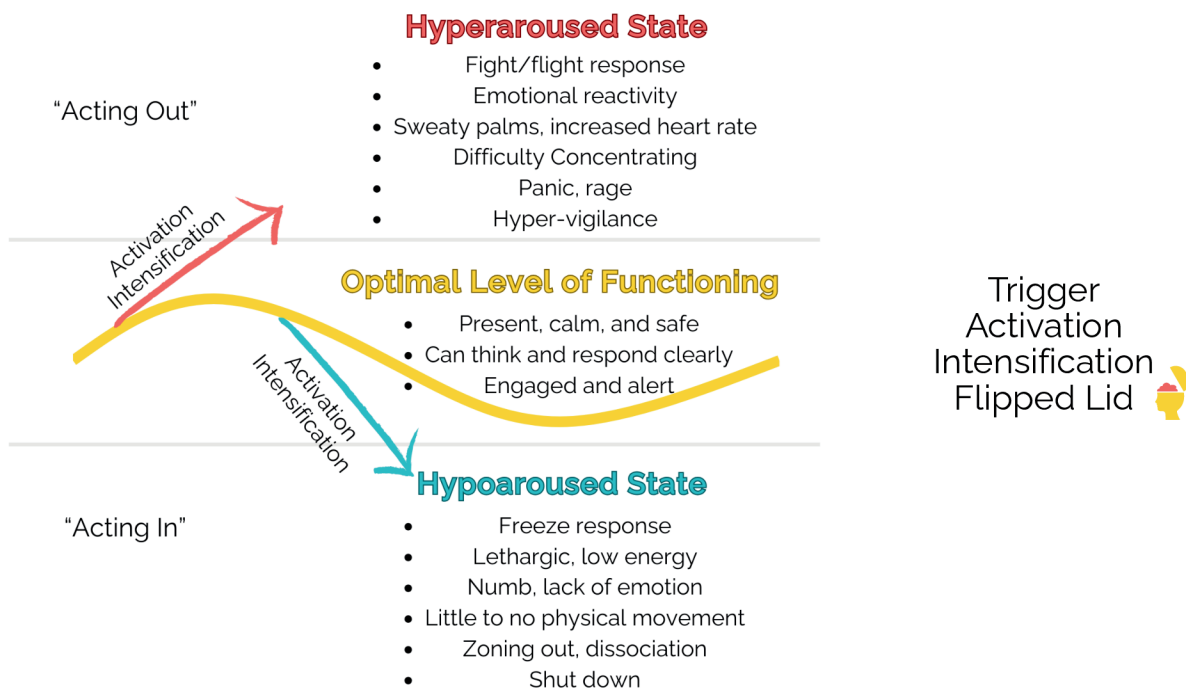 Hyperaroused State
“Acting Out”
• Fight/flight response
• Emotional reactivity
• Sweaty palms, increased heart rate
• Difficulty Concentrating
• Panic, rage
• Hyper-vigilance
Activation
Intensification
Optimal Level of Functioning
• Present, calm, and safe
• Can think and respond clearly
• Engaged and alert
Activation
Intensification
Hypoaroused State
“Acting In”
• Freeze response
• Lethargic, low energy
• Numb, lack of emotion
• Little to no physical movement
• Zoning out, dissociation
• Shut down
Trigger
Activation
Intensification
Flipped Lid